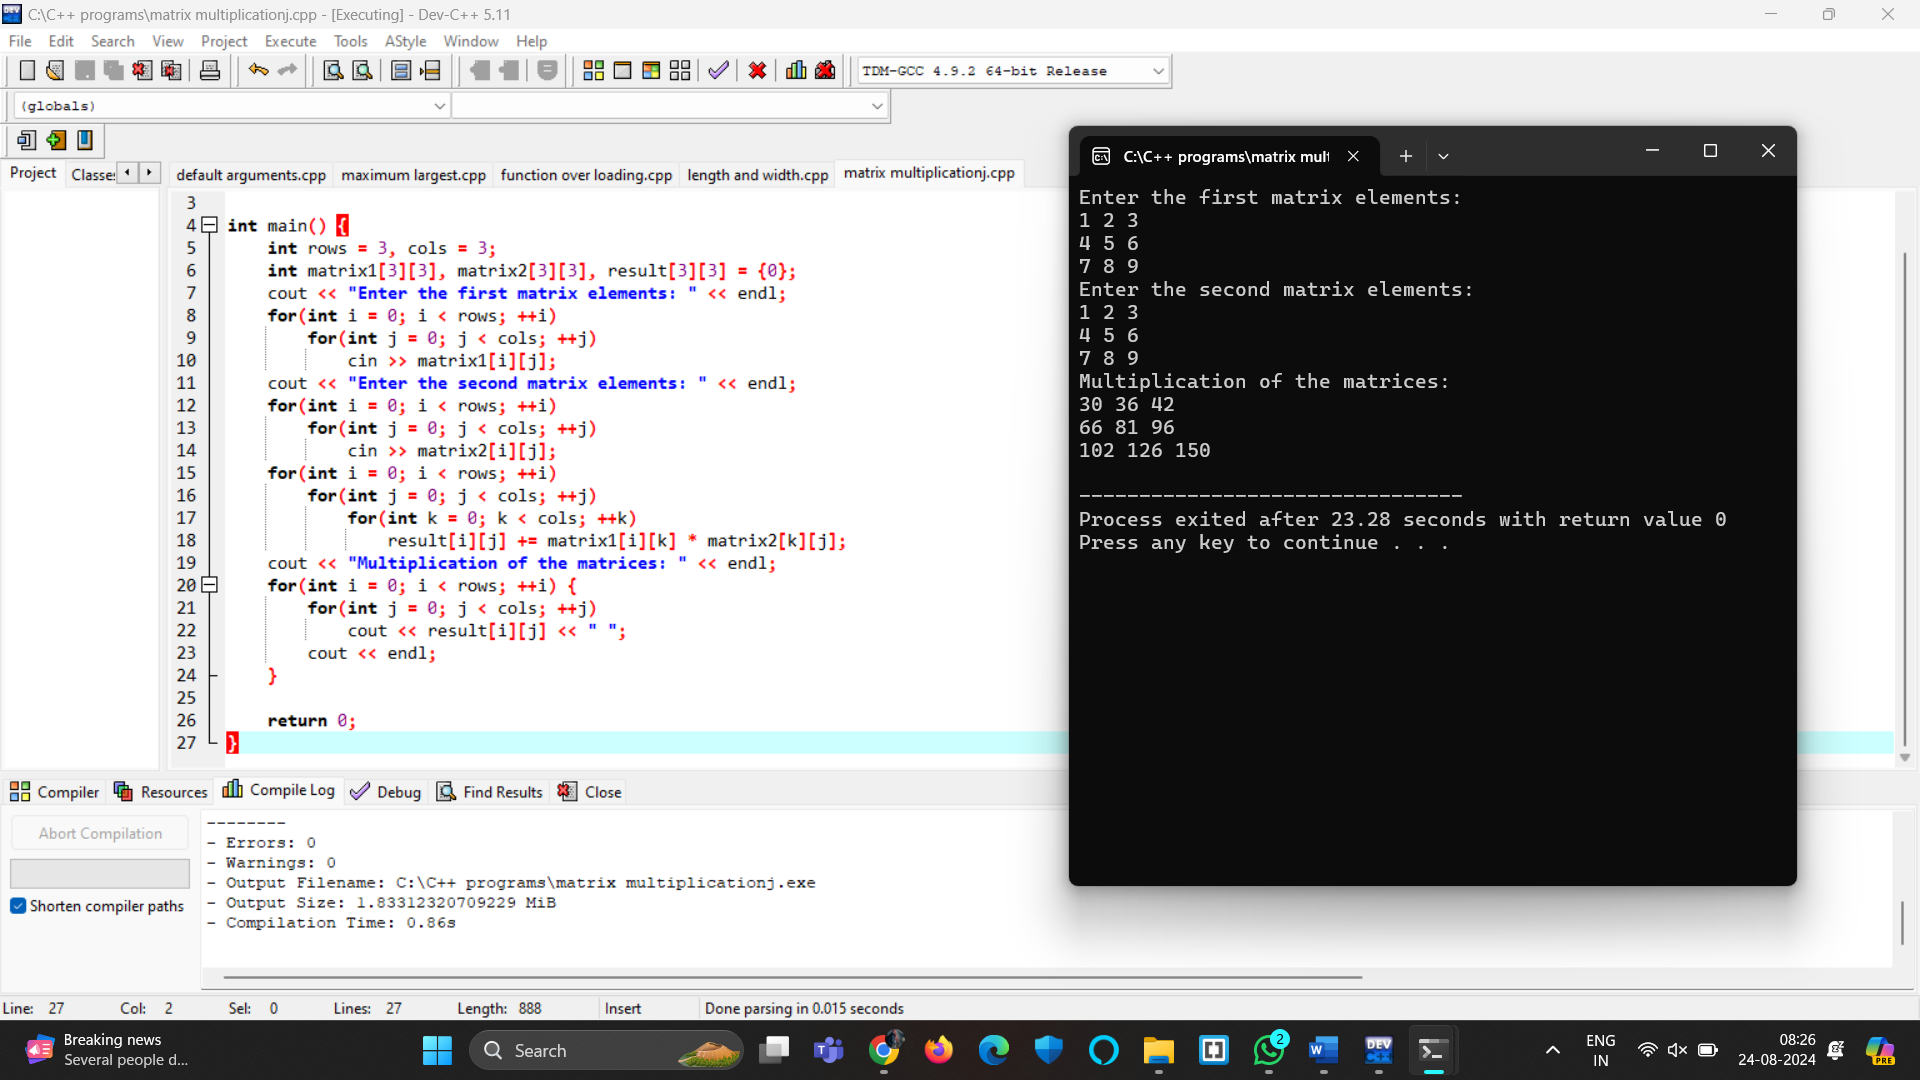 C:\C++ programs\matrix multiplicationj.cpp - [Executing] - Dev-C++ 5.11
File Edit Search View Project Execute Tools AStyle Window Help
TDM-GCC 4.9.2 64-bit Release
(globals)
Project Classes
default arguments.cpp maximum largest.cpp function over loading.cpp length and width.cpp matrix multiplicationj.cpp
3
4 int main() {
5 int rows = 3, cols = 3;
6 int matrix1[3][3], matrix2[3][3], result[3][3] = {0};
7 cout << "Enter the first matrix elements: " << endl;
8 for(int i = 0; i < rows; ++i)
9 for(int j = 0; j < cols; ++j)
10 cin >> matrix1[i][j];
11 cout << "Enter the second matrix elements: " << endl;
12 for(int i = 0; i < rows; ++i)
13 for(int j = 0; j < cols; ++j)
14 cin >> matrix2[i][j];
15 for(int i = 0; i < rows; ++i)
16 for(int j = 0; j < cols; ++j)
17 for(int k = 0; k < cols; ++k)
18 result[i][j] += matrix1[i][k] * matrix2[k][j];
19 cout << "Multiplication of the matrices: " << endl;
20 for(int i = 0; i < rows; ++i) {
21 for(int j = 0; j < cols; ++j)
22 cout << result[i][j] << " ";
23 cout << endl;
24 }
25
26 return 0;
27 }
C:\C++ programs\matrix mult
Enter the first matrix elements:
1 2 3
4 5 6
7 8 9
Enter the second matrix elements:
1 2 3
4 5 6
7 8 9
Multiplication of the matrices:
30 36 42
66 81 96
102 126 150
--------------------------------
Process exited after 23.28 seconds with return value 0
Press any key to continue . . .
Compiler Resources Compile Log Debug Find Results Close
Abort Compilation
Shorten compiler paths
--------
- Errors: 0
- Warnings: 0
- Output Filename: C:\C++ programs\matrix multiplicationj.exe
- Output Size: 1.83312320709229 MiB
- Compilation Time: 0.86s
Line: 27 Col: 2 Sel: 0 Lines: 27 Length: 888 Insert Done parsing in 0.015 seconds
Breaking news
Several people d...
Search
2
ENG
IN
08:26
24-08-2024
PRE